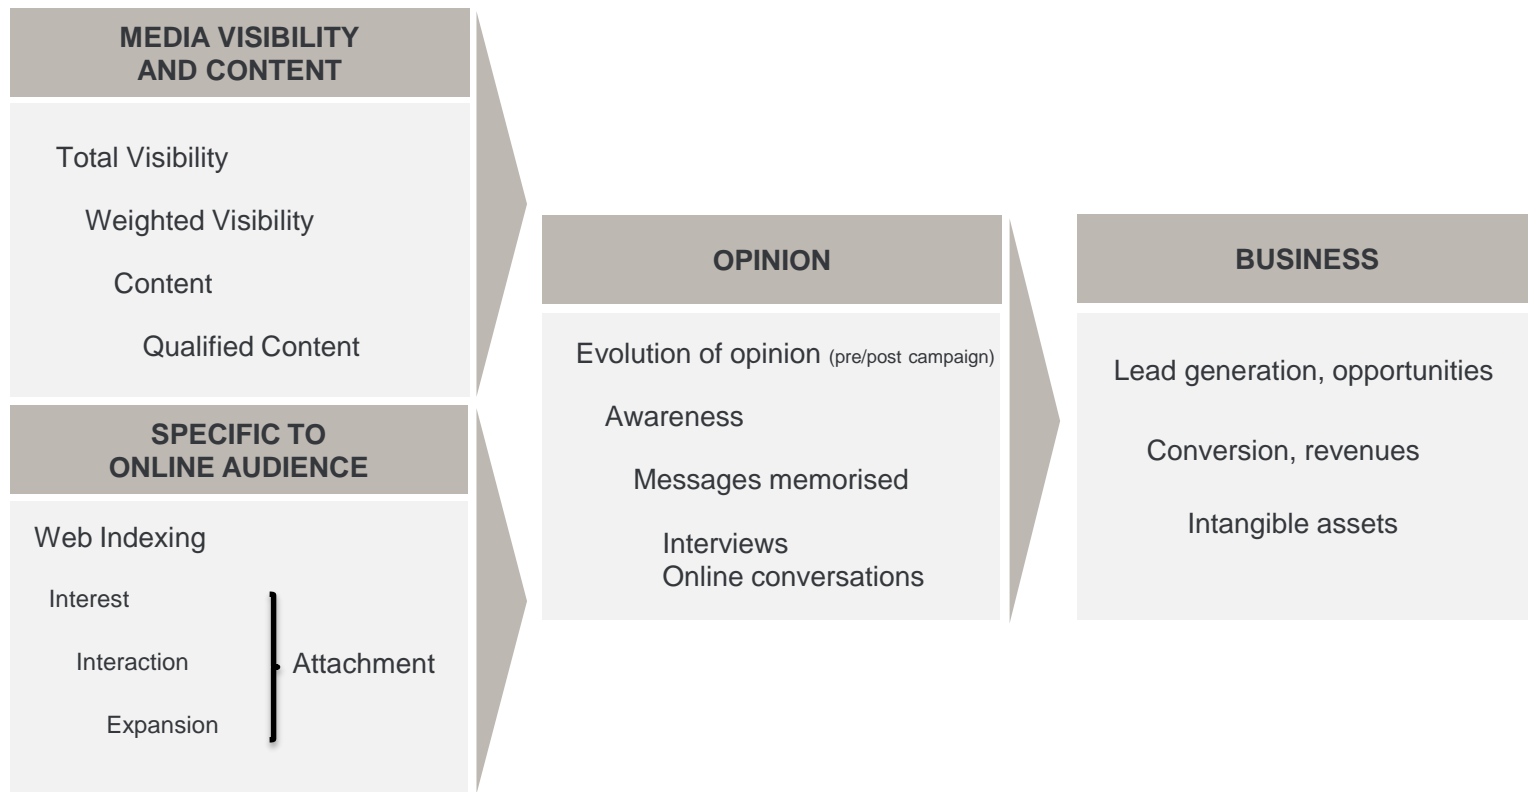 MEDIA VISIBILITY
AND CONTENT
Total Visibility
Weighted Visibility
Content
Qualified Content
SPECIFIC TO
ONLINE AUDIENCE
Web Indexing
Interest
Interaction
Expansion
Attachment
OPINION
Evolution of opinion (pre/post campaign)
Awareness
Messages memorised
Interviews
Online conversations
BUSINESS
Lead generation, opportunities
Conversion, revenues
Intangible assets